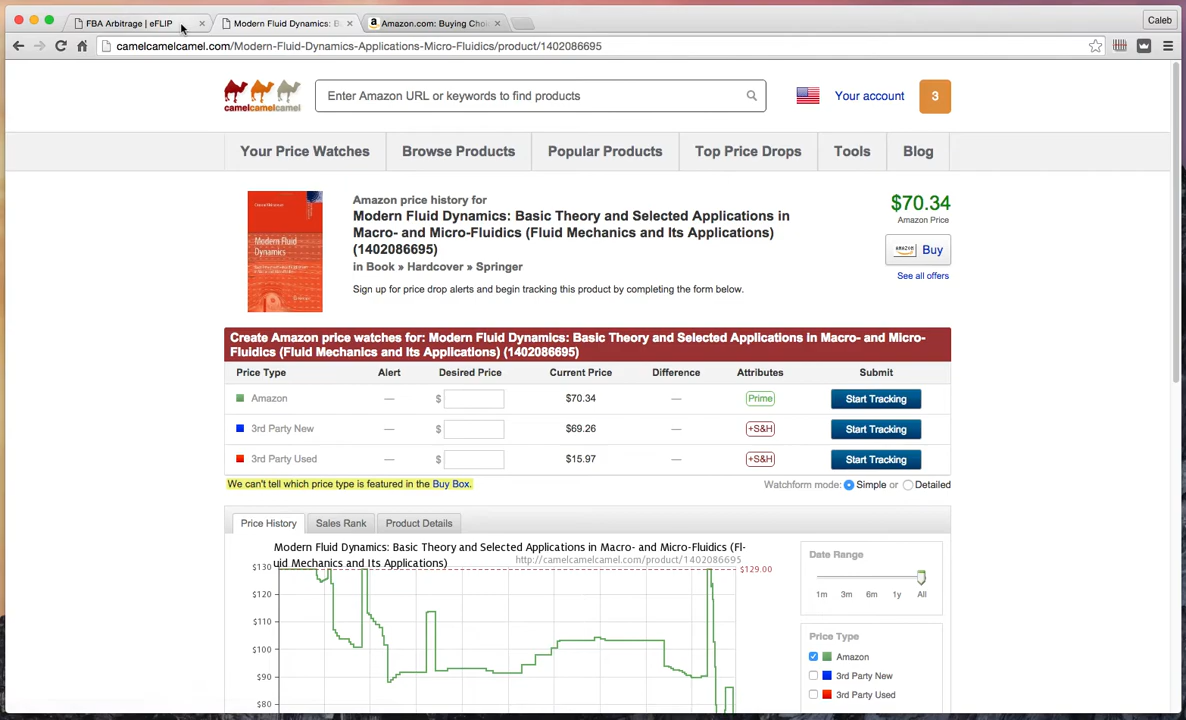 FBA Arbitrage | eFLIP
Modern Fluid Dynamics: B
Amazon.com: Buying Choi
Caleb
camelcamelcamel.com/Modern-Fluid-Dynamics-Applications-Micro-Fluidics/product/1402086695
camelcamelcamel
Enter Amazon URL or keywords to find products
Your account
3
Your Price Watches
Browse Products
Popular Products
Top Price Drops
Tools
Blog
Modern Fluid
Dynamics
Amazon price history for
Modern Fluid Dynamics: Basic Theory and Selected Applications in
Macro- and Micro-Fluidics (Fluid Mechanics and Its Applications)
(1402086695)
in Book » Hardcover » Springer
Sign up for price drop alerts and begin tracking this product by completing the form below.
$70.34
Amazon Price
amazon Buy
See all offers
Create Amazon price watches for: Modern Fluid Dynamics: Basic Theory and Selected Applications in Macro- and Micro-
Fluidics (Fluid Mechanics and Its Applications) (1402086695)
Price Type Alert Desired Price Current Price Difference Attributes Submit
Amazon — $ $70.34 — Prime Start Tracking
3rd Party New — $ $69.26 — +S&H Start Tracking
3rd Party Used — $ $15.97 — +S&H Start Tracking
We can't tell which price type is featured in the Buy Box.
Watchform mode: Simple or Detailed
Price History
Sales Rank
Product Details
Modern Fluid Dynamics: Basic Theory and Selected Applications in Macro- and Micro-Fluidics (Fl-
uid Mechanics and Its Applications)
http://camelcamelcamel.com/product/1402086695
$130
$129.00
$120
$110
$100
$90
$80
Date Range
1m 3m 6m 1y All
Price Type
Amazon
3rd Party New
3rd Party Used